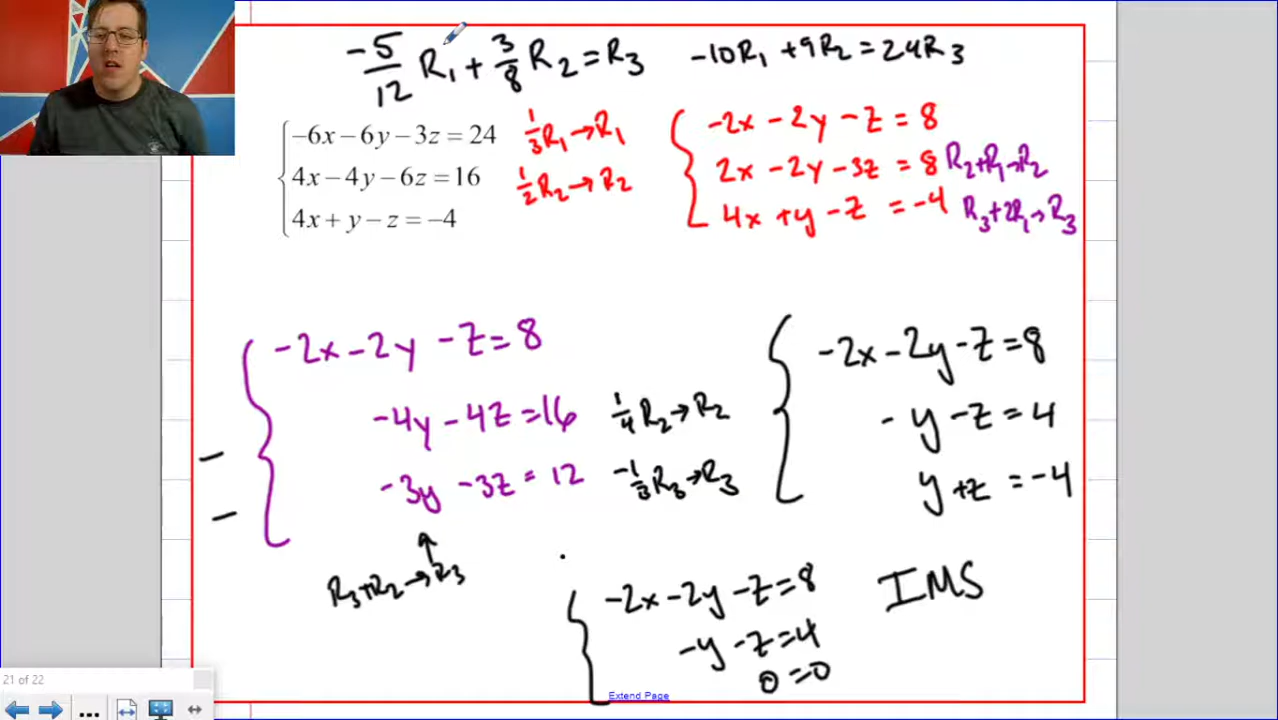 -5/12 R₁ + 3/8 R₂ = R₃
-10R₁ + 9R₂ = 24R₃
−6x − 6y − 3z = 24
1/3 R₁ → R₁
4x − 4y − 6z = 16
1/2 R₂ → R₂
4x + y − z = −4
-2x - 2y - z = 8
2x - 2y - 3z = 8 R₂+R₁→R₂
4x + y - z = -4 R₃+2R₁→R₃
-2x - 2y - z = 8
-4y - 4z = 16 1/4 R₂ → R₂
-3y - 3z = 12 -1/3 R₃ → R₃
R₃+R₂→R₃
-2x - 2y - z = 8
- y - z = 4
y + z = -4
-2x - 2y - z = 8
-y - z = 4
0 = 0
IMS
Extend Page
21 of 22